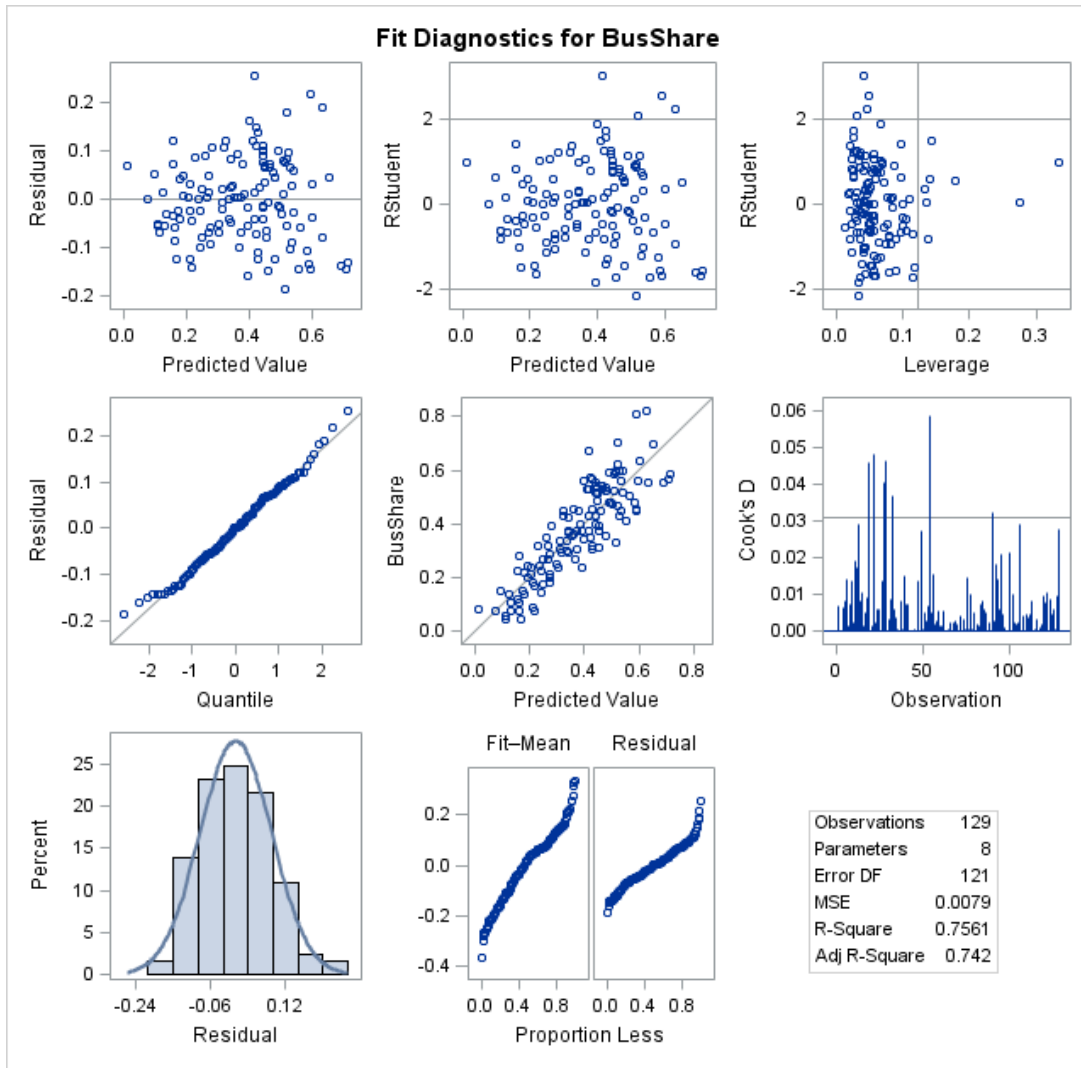 Fit Diagnostics for BusShare
Residual
0.2
0.1
0.0
-0.1
-0.2
0.0 0.2 0.4 0.6
Predicted Value
RStudent
2
0
-2
0.0 0.2 0.4 0.6
Predicted Value
RStudent
2
0
-2
0.0 0.1 0.2 0.3
Leverage
Residual
0.2
0.1
0.0
-0.1
-0.2
-2 -1 0 1 2
Quantile
BusShare
0.8
0.6
0.4
0.2
0.0
0.0 0.2 0.4 0.6 0.8
Predicted Value
Cook's D
0.06
0.05
0.04
0.03
0.02
0.01
0.00
0 50 100
Observation
Percent
25
20
15
10
5
0
-0.24 -0.06 0.12
Residual
Fit–Mean Residual
0.2
0.0
-0.2
-0.4
0.0 0.4 0.8 0.0 0.4 0.8
Proportion Less
Observations 129
Parameters 8
Error DF 121
MSE 0.0079
R-Square 0.7561
Adj R-Square 0.742